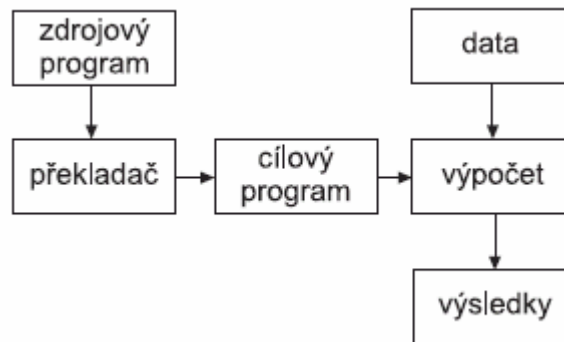 zdrojový
program
data
překladač
cílový
program
výpočet
výsledky